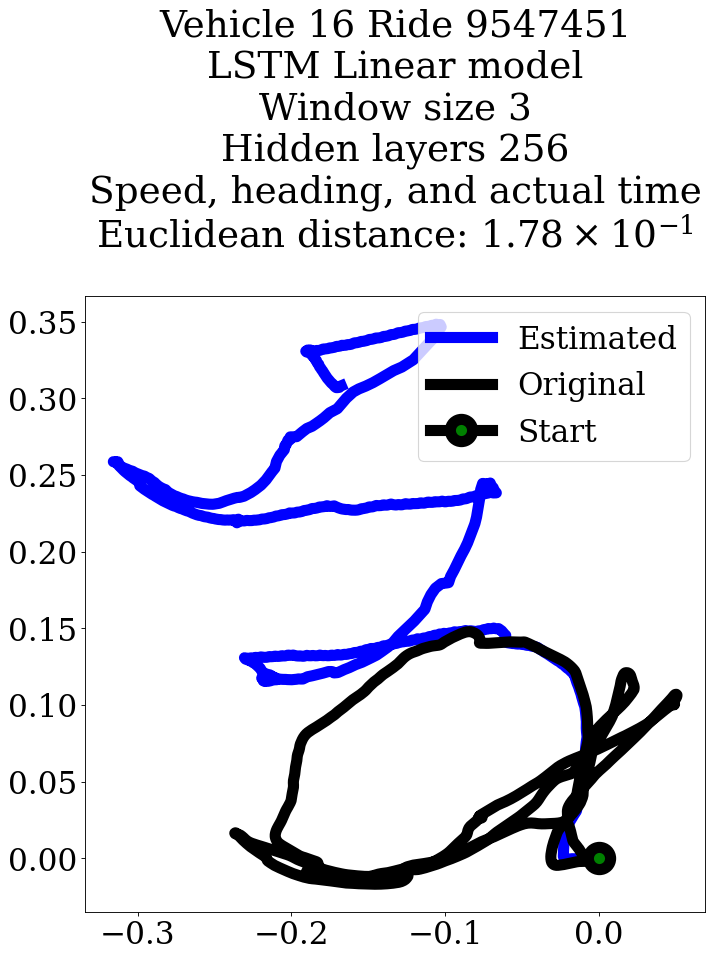 Vehicle 16 Ride 9547451
LSTM Linear model
Window size 3
Hidden layers 256
Speed, heading, and actual time
Euclidean distance: 1.78 × 10⁻¹
Estimated
Original
Start
0.35
0.30
0.25
0.20
0.15
0.10
0.05
0.00
−0.3
−0.2
−0.1
0.0